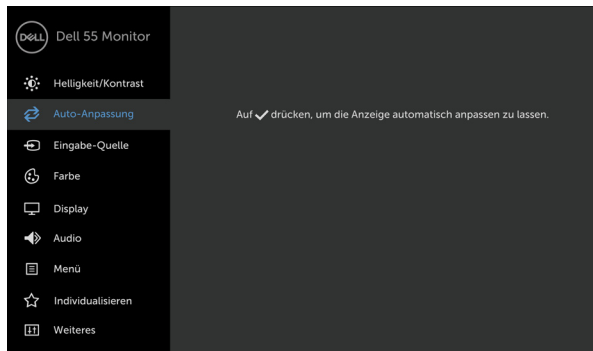 DELL
Dell 55 Monitor
Helligkeit/Kontrast
Auto-Anpassung
Auf ✓ drücken, um die Anzeige automatisch anpassen zu lassen.
Eingabe-Quelle
Farbe
Display
Audio
Menü
Individualisieren
Weiteres